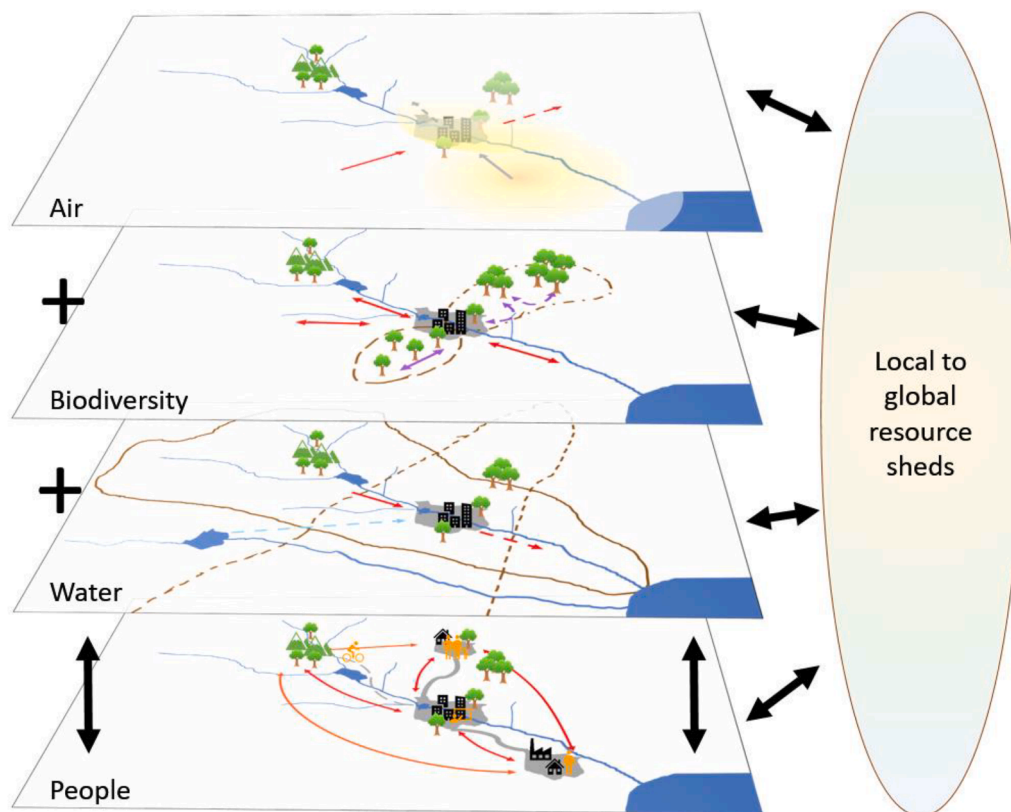 Air
+
Biodiversity
+
Water
People
Local to
global
resource
sheds